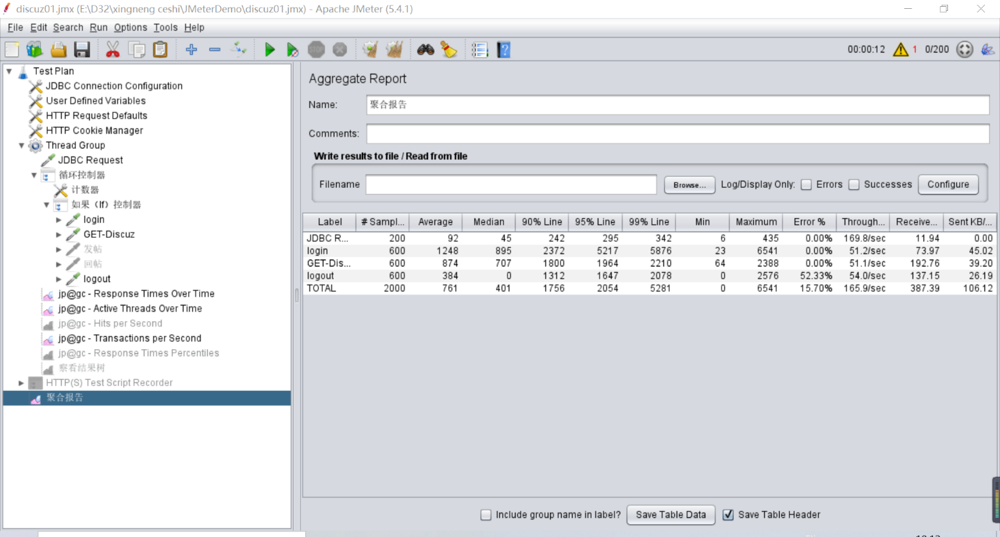 discuz01.jmx (E:\D32\xingneng ceshi\JMeterDemo\discuz01.jmx) - Apache JMeter (5.4.1)
File Edit Search Run Options Tools Help
STOP 00:00:12 1 0/200
Test Plan
JDBC Connection Configuration
User Defined Variables
HTTP Request Defaults
HTTP Cookie Manager
Thread Group
JDBC Request
循环控制器
计数器
如果（If）控制器
login
GET-Discuz
发帖
回帖
logout
jp@gc - Response Times Over Time
jp@gc - Active Threads Over Time
jp@gc - Hits per Second
jp@gc - Transactions per Second
jp@gc - Response Times Percentiles
察看结果树
HTTP(S) Test Script Recorder
聚合报告
Aggregate Report
Name: 聚合报告
Comments:
Write results to file / Read from file
Filename Browse... Log/Display Only: Errors Successes Configure
Label # Sampl... Average Median 90% Line 95% Line 99% Line Min Maximum Error % Through... Receive... Sent KB/...
JDBC R... 200 92 45 242 295 342 6 435 0.00% 169.8/sec 11.94 0.00
login 600 1248 895 2372 5217 5876 23 6541 0.00% 51.2/sec 73.97 45.02
GET-Dis... 600 874 707 1800 1964 2210 64 2388 0.00% 51.1/sec 192.76 39.20
logout 600 384 0 1312 1647 2078 0 2576 52.33% 54.0/sec 137.15 26.19
TOTAL 2000 761 401 1756 2054 5281 0 6541 15.70% 165.9/sec 387.39 106.12
Include group name in label? Save Table Data Save Table Header